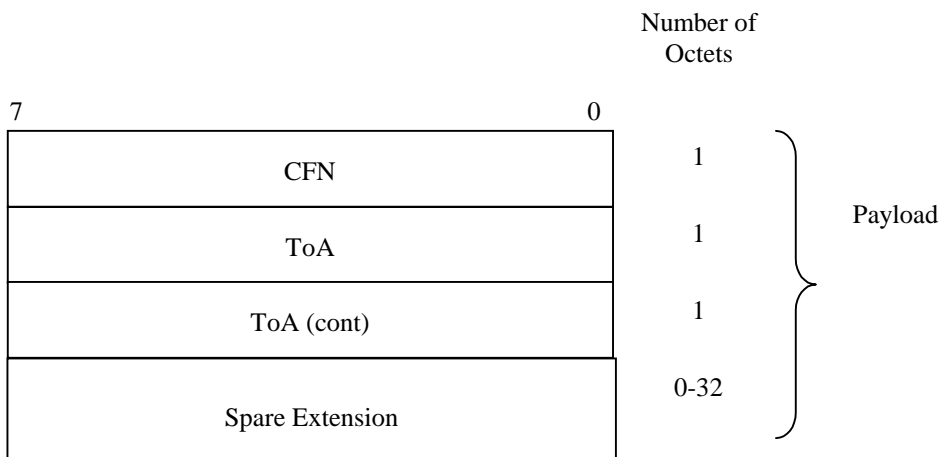 Number of
Octets
7 0
CFN 1
ToA 1
Payload
ToA (cont) 1
Spare Extension 0-32